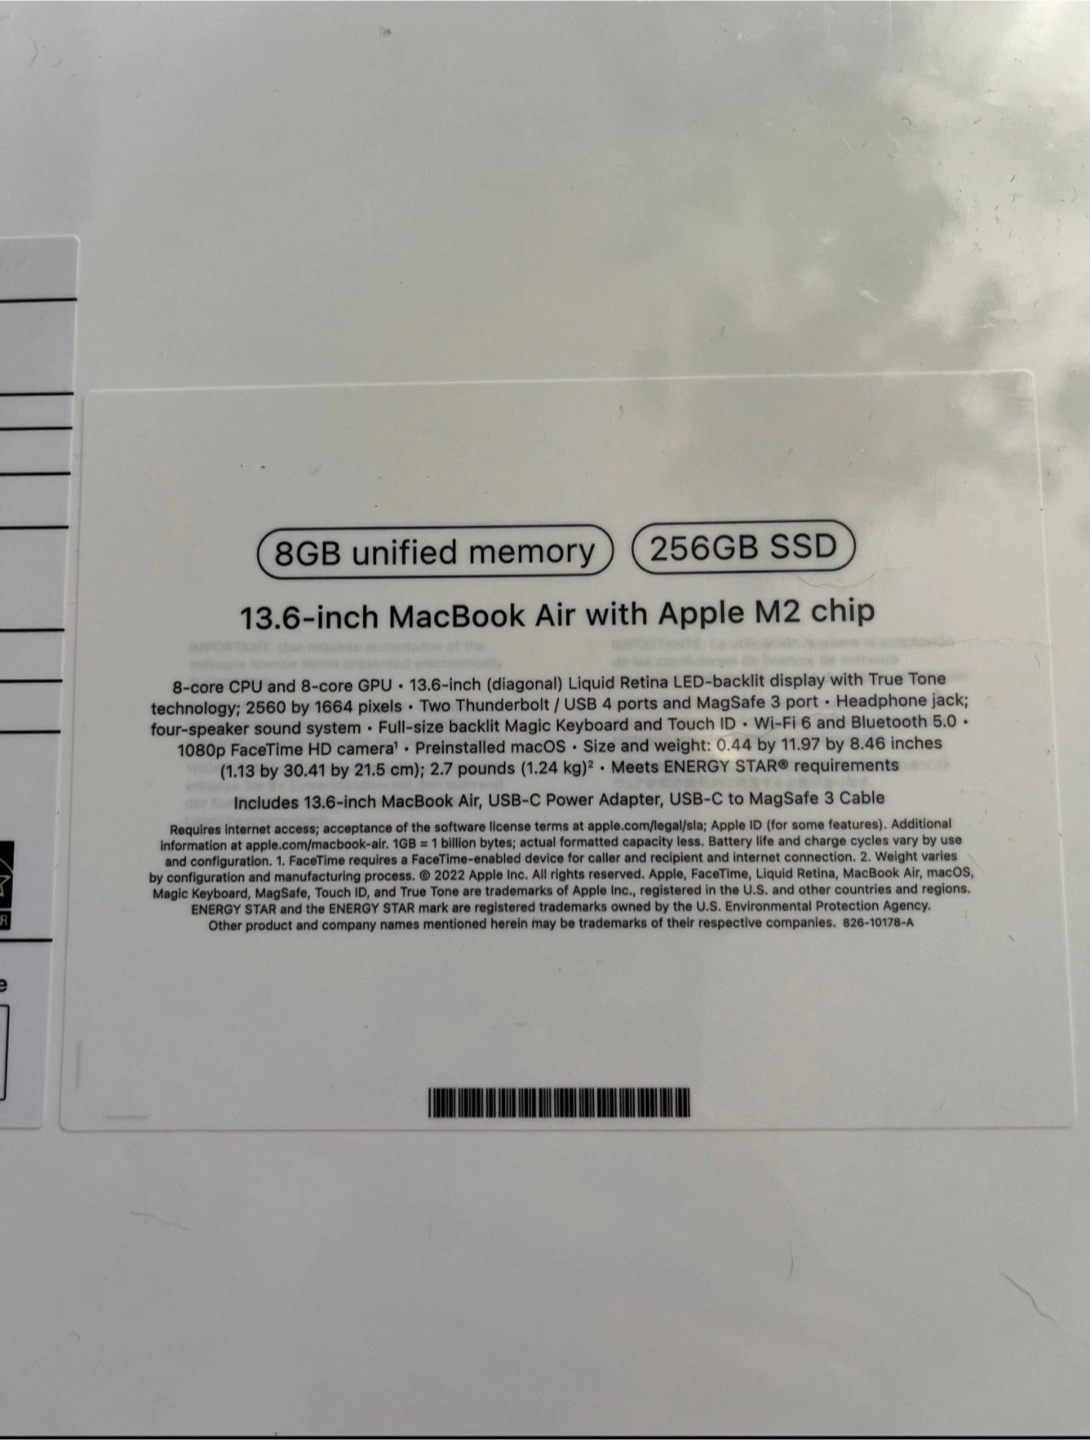 8GB unified memory 256GB SSD
13.6-inch MacBook Air with Apple M2 chip
8-core CPU and 8-core GPU • 13.6-inch (diagonal) Liquid Retina LED-backlit display with True Tone
technology; 2560 by 1664 pixels • Two Thunderbolt / USB 4 ports and MagSafe 3 port • Headphone jack;
four-speaker sound system • Full-size backlit Magic Keyboard and Touch ID • Wi-Fi 6 and Bluetooth 5.0 •
1080p FaceTime HD camera¹ • Preinstalled macOS • Size and weight: 0.44 by 11.97 by 8.46 inches
(1.13 by 30.41 by 21.5 cm); 2.7 pounds (1.24 kg)² • Meets ENERGY STAR® requirements
Includes 13.6-inch MacBook Air, USB-C Power Adapter, USB-C to MagSafe 3 Cable
Requires internet access; acceptance of the software license terms at apple.com/legal/sla; Apple ID (for some features). Additional
information at apple.com/macbook-air. 1GB = 1 billion bytes; actual formatted capacity less. Battery life and charge cycles vary by use
and configuration. 1. FaceTime requires a FaceTime-enabled device for caller and recipient and internet connection. 2. Weight varies
by configuration and manufacturing process. © 2022 Apple Inc. All rights reserved. Apple, FaceTime, Liquid Retina, MacBook Air, macOS,
Magic Keyboard, MagSafe, Touch ID, and True Tone are trademarks of Apple Inc., registered in the U.S. and other countries and regions.
ENERGY STAR and the ENERGY STAR mark are registered trademarks owned by the U.S. Environmental Protection Agency.
Other product and company names mentioned herein may be trademarks of their respective companies. 826-10178-A